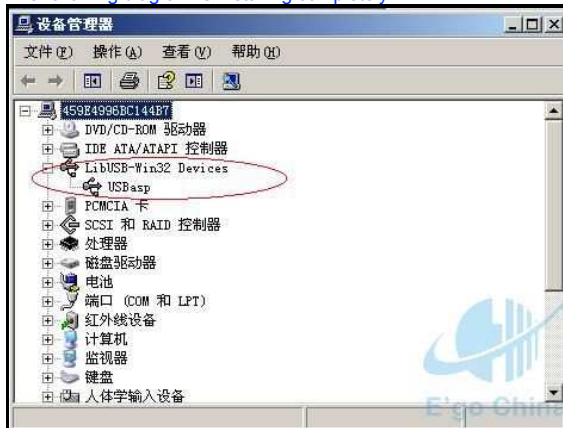 设备管理器
文件(F) 操作(A) 查看(V) 帮助(H)
459E4996BC144B7
DVD/CD-ROM 驱动器
IDE ATA/ATAPI 控制器
LibUSB-Win32 Devices
USBasp
PCMCIA 卡
SCSI 和 RAID 控制器
处理器
磁盘驱动器
电池
端口 (COM 和 LPT)
红外线设备
计算机
监视器
键盘
人体学输入设备
E'go China